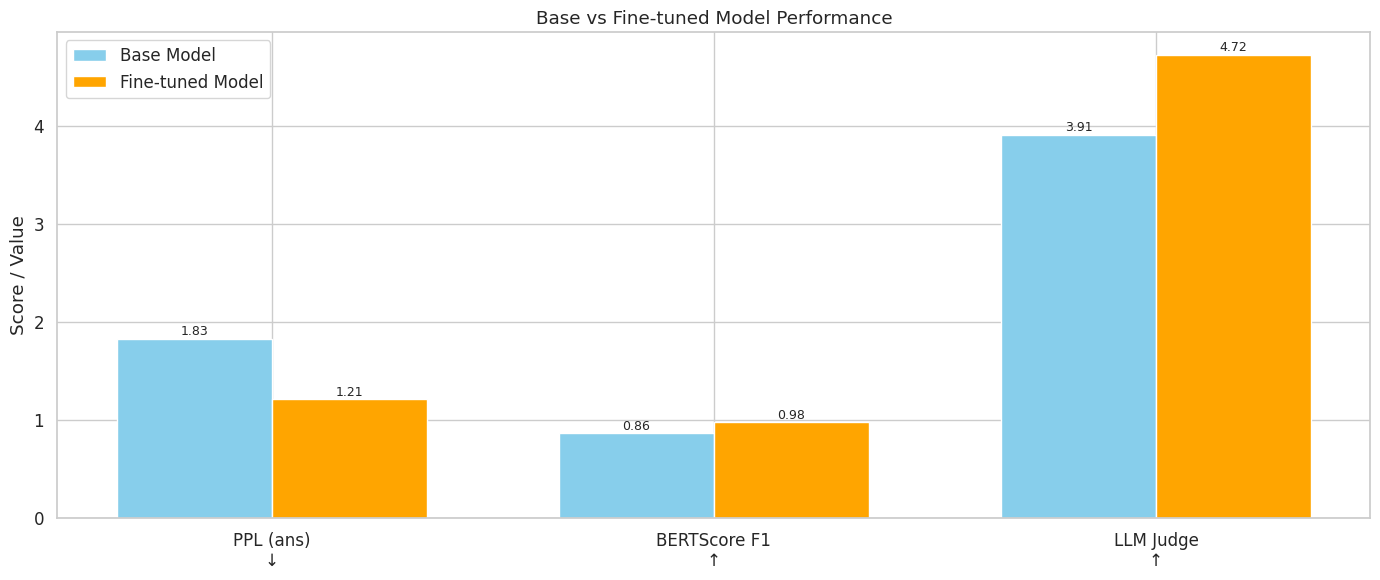 Base vs Fine-tuned Model Performance
Base Model
Fine-tuned Model
Score / Value
4
3
2
1
0
1.83
1.21
0.86
0.98
3.91
4.72
PPL (ans)
↓
BERTScore F1
↑
LLM Judge
↑